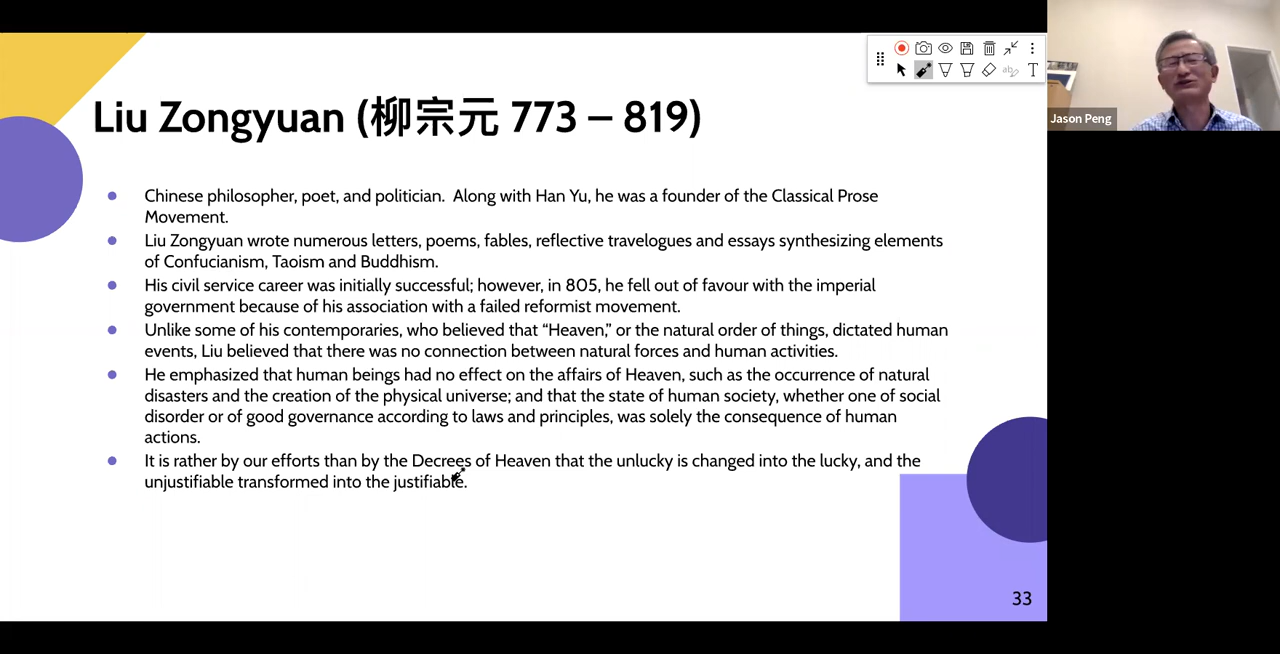 Liu Zongyuan (柳宗元 773 – 819)
Chinese philosopher, poet, and politician.  Along with Han Yu, he was a founder of the Classical Prose
Movement.
Liu Zongyuan wrote numerous letters, poems, fables, reflective travelogues and essays synthesizing elements
of Confucianism, Taoism and Buddhism.
His civil service career was initially successful; however, in 805, he fell out of favour with the imperial
government because of his association with a failed reformist movement.
Unlike some of his contemporaries, who believed that “Heaven,” or the natural order of things, dictated human
events, Liu believed that there was no connection between natural forces and human activities.
He emphasized that human beings had no effect on the affairs of Heaven, such as the occurrence of natural
disasters and the creation of the physical universe; and that the state of human society, whether one of social
disorder or of good governance according to laws and principles, was solely the consequence of human
actions.
It is rather by our efforts than by the Decrees of Heaven that the unlucky is changed into the lucky, and the
unjustifiable transformed into the justifiable.
33
ab
T
Jason Peng